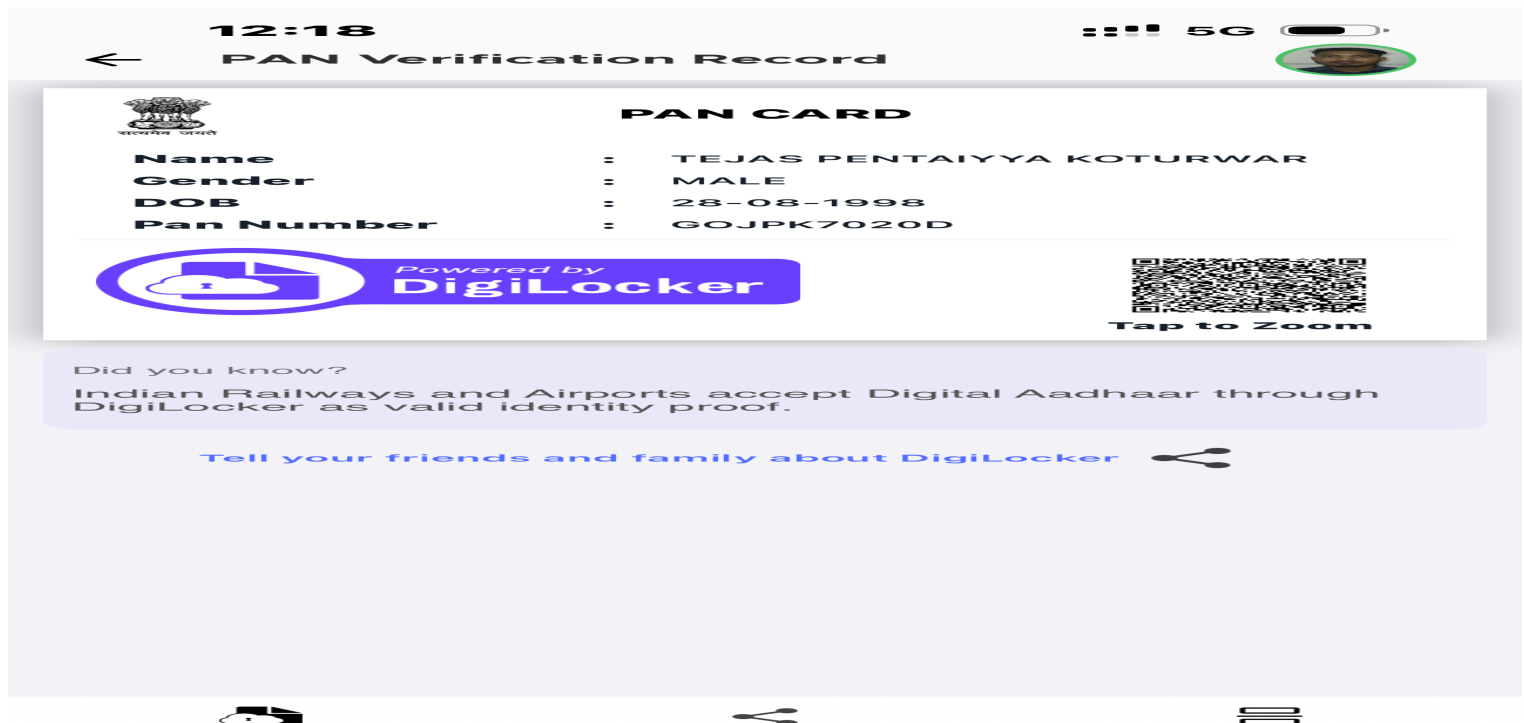 12:18 5G
PAN Verification Record
सत्यमेव जयते
PAN CARD
Name : TEJAS PENTAIYYA KOTURWAR
Gender : MALE
DOB : 28-08-1998
Pan Number : GOJPK7020D
Powered by
DigiLocker
Tap to Zoom
Did you know?
Indian Railways and Airports accept Digital Aadhaar through
DigiLocker as valid identity proof.
Tell your friends and family about DigiLocker